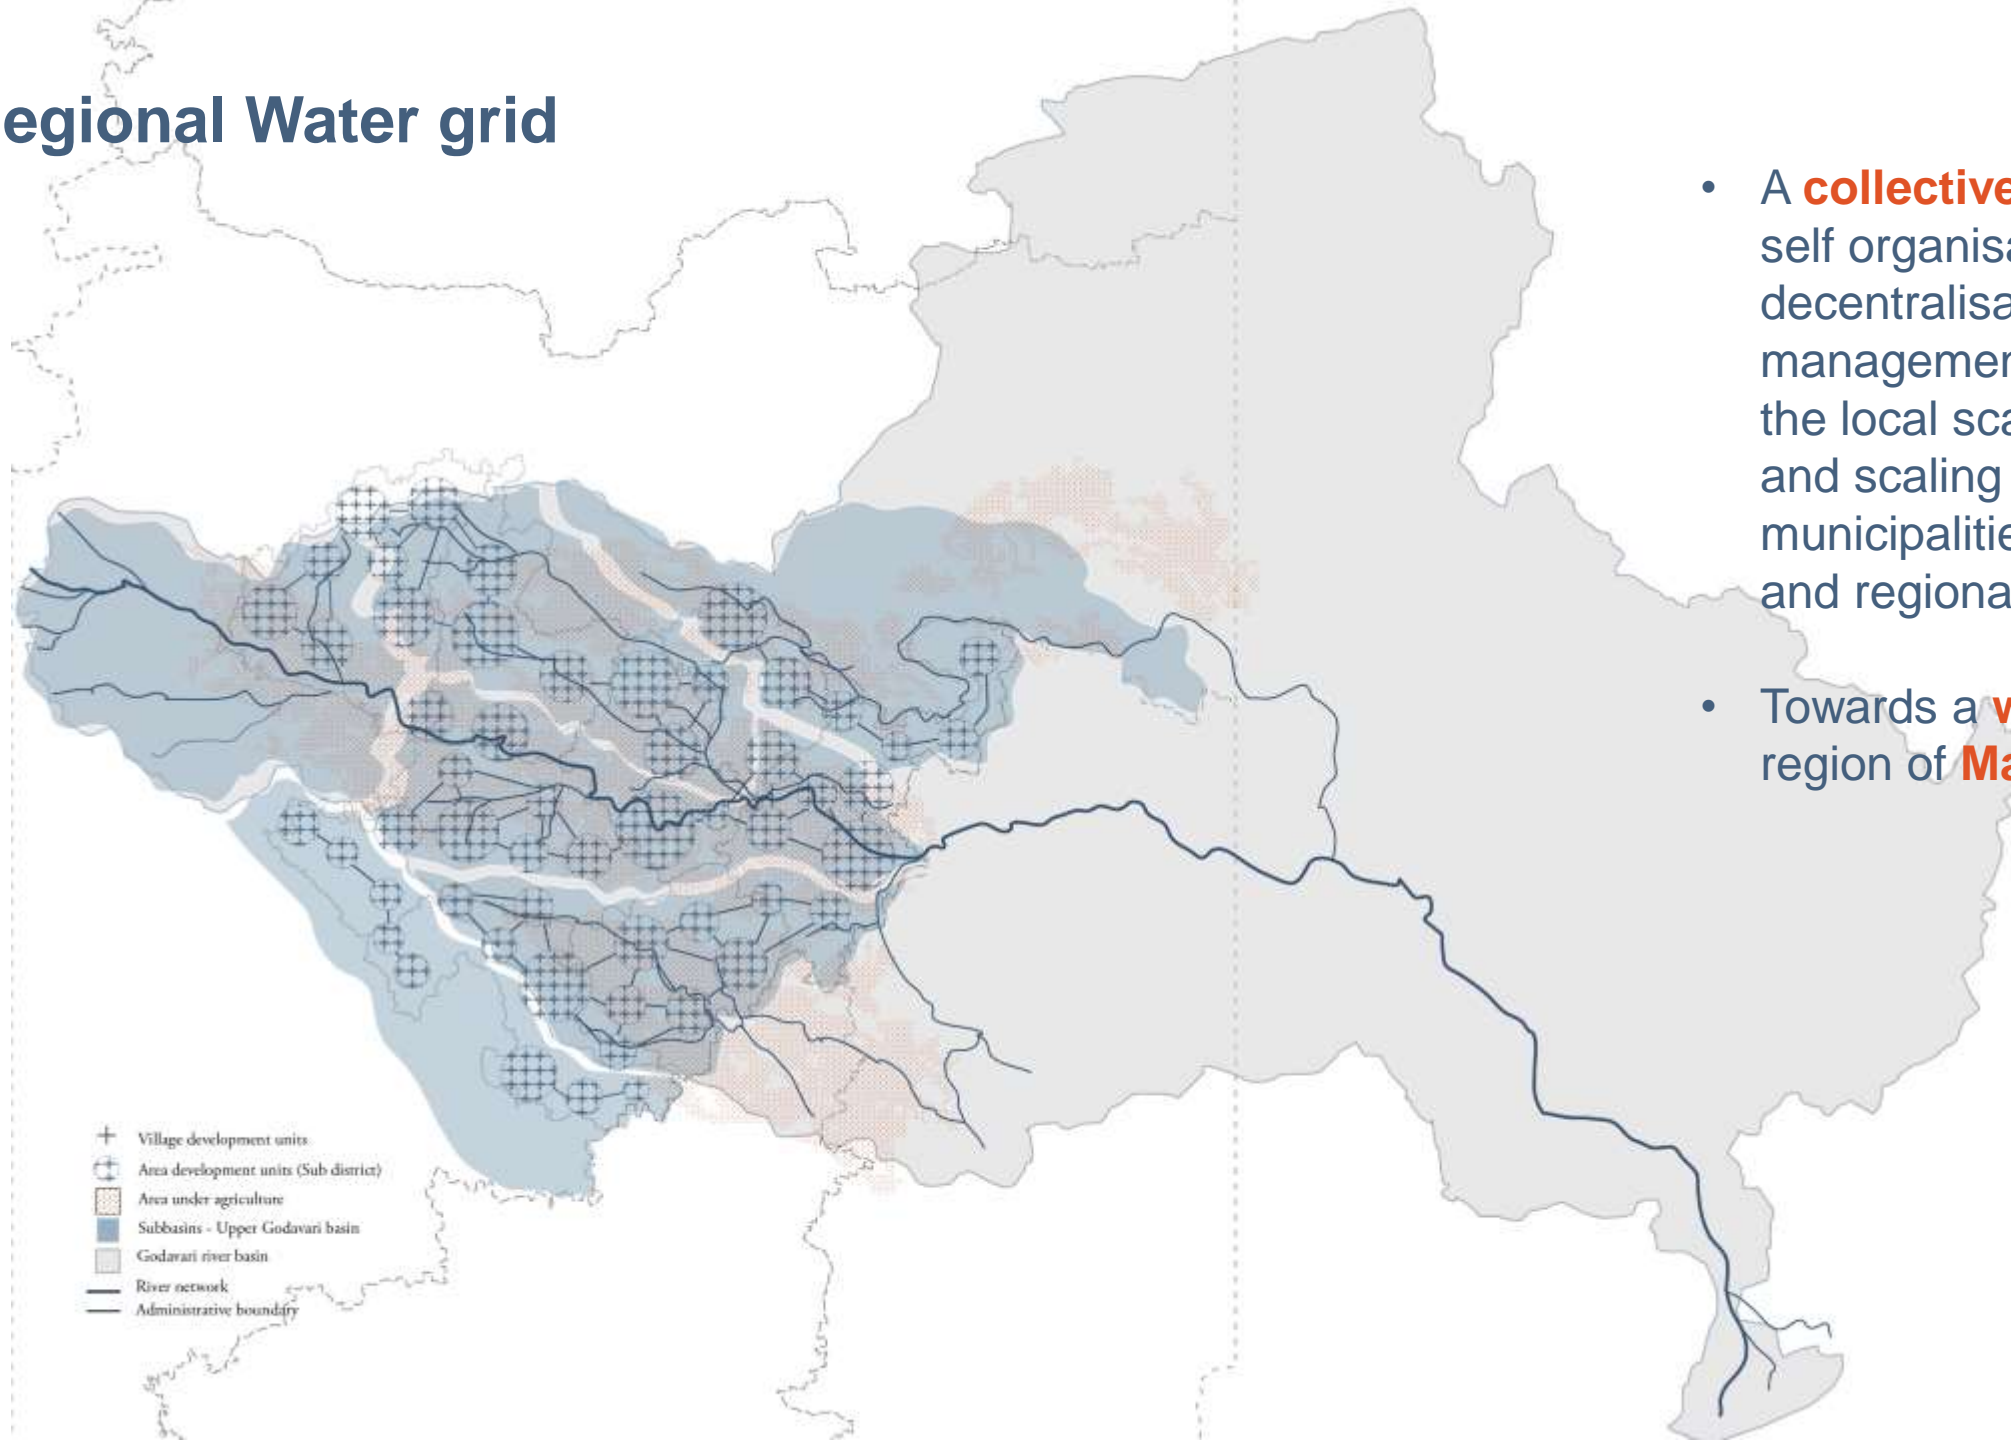 egional Water grid
• A collective
self organisa
decentralisa
managemen
the local sca
and scaling
municipalitie
and regiona
• Towards a w
region of Ma
Village development units
Area development units (Sub district)
Area under agriculture
Subbasins - Upper Godavari basin
Godavari river basin
River network
Administrative boundary